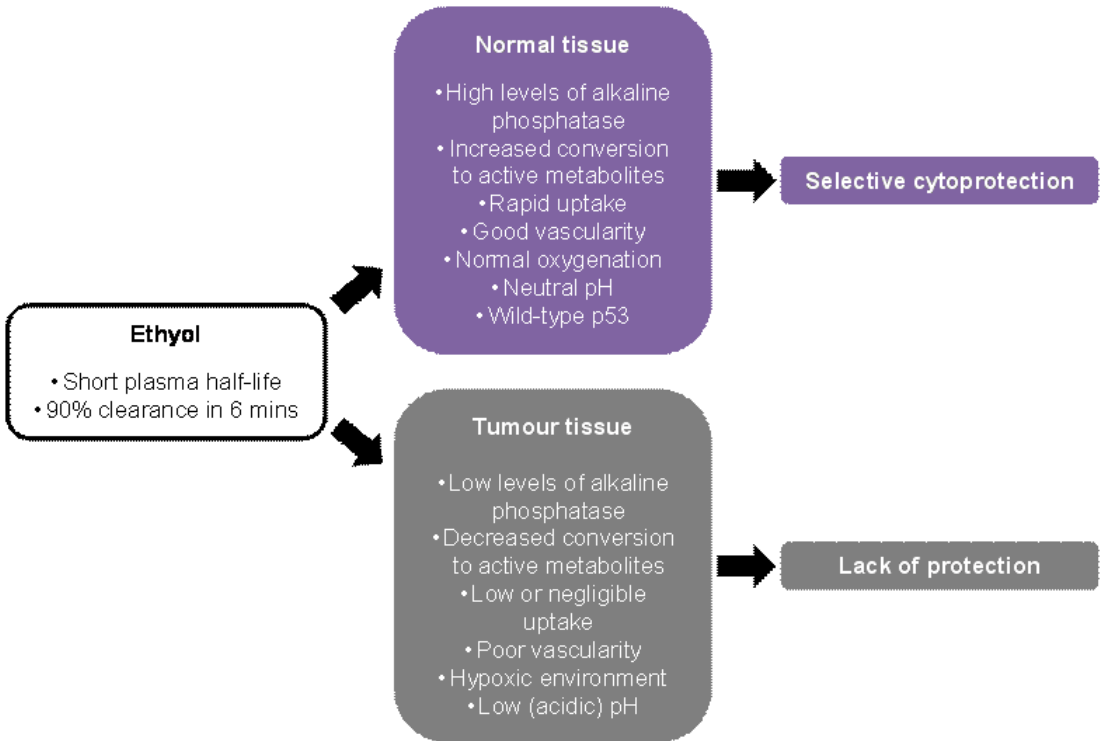 Normal tissue
• High levels of alkaline
phosphatase
• Increased conversion
to active metabolites
• Rapid uptake
• Good vascularity
• Normal oxygenation
• Neutral pH
• Wild-type p53
Selective cytoprotection
Ethyol
• Short plasma half-life
• 90% clearance in 6 mins
Tumour tissue
• Low levels of alkaline
phosphatase
• Decreased conversion
to active metabolites
• Low or negligible
uptake
• Poor vascularity
• Hypoxic environment
• Low (acidic) pH
Lack of protection